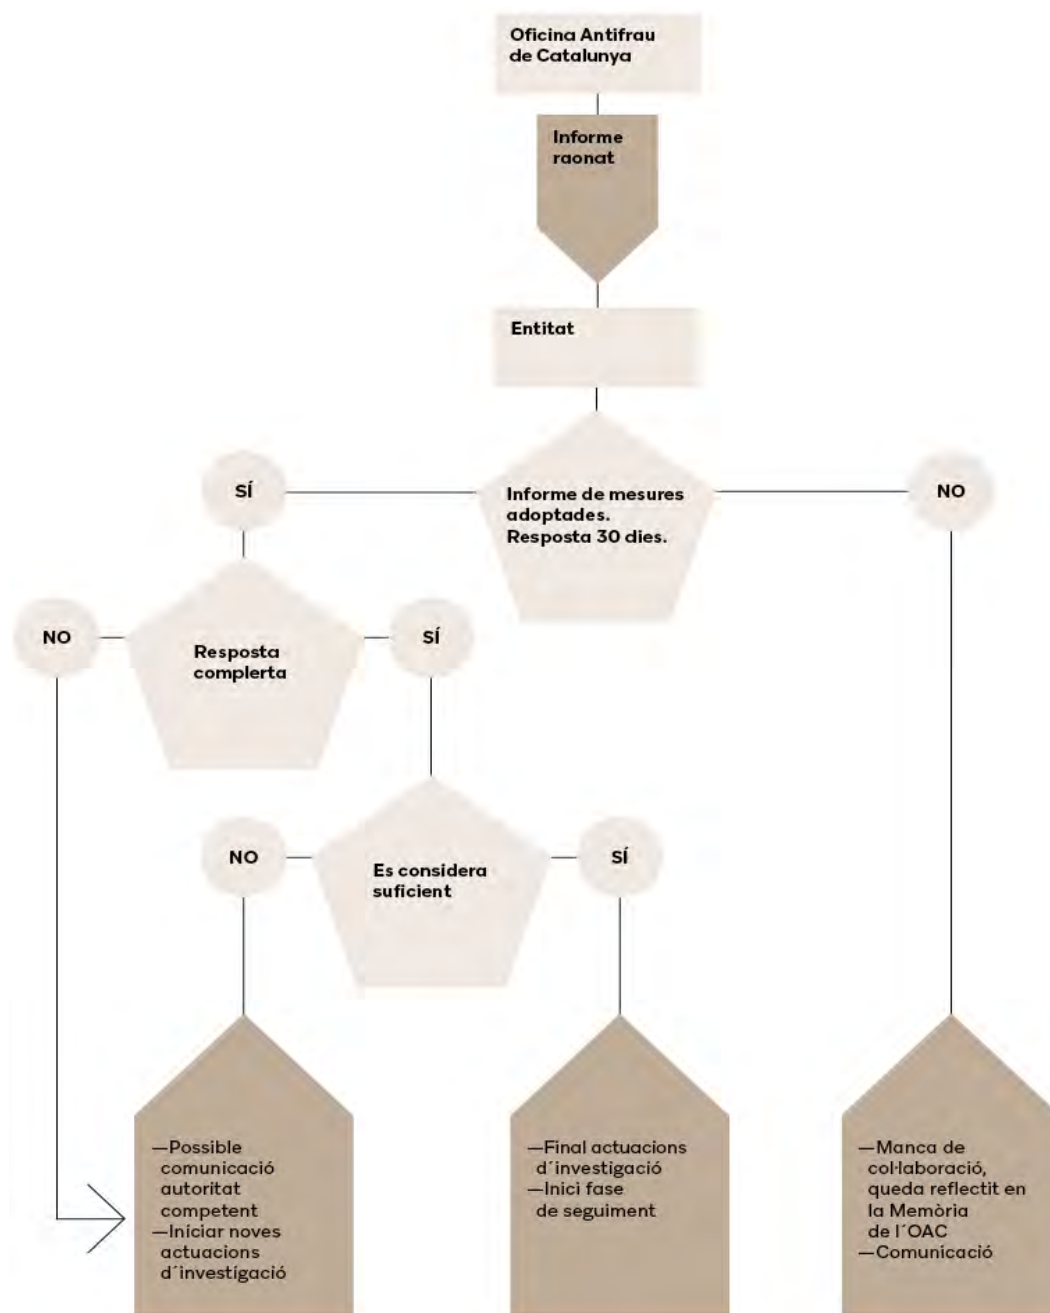 Oficina Antifrau
de Catalunya
Informe
raonat
Entitat
SÍ
Informe de mesures
adoptades.
Resposta 30 dies.
NO
NO
Resposta
complerta
SÍ
NO
Es considera
suficient
SÍ
—Possible
comunicació
autoritat
competent
—Iniciar noves
actuacions
d´investigació
—Final actuacions
d´investigació
—Inici fase
de seguiment
—Manca de
col·laboració,
queda reflectit en
la Memòria
de l´OAC
—Comunicació